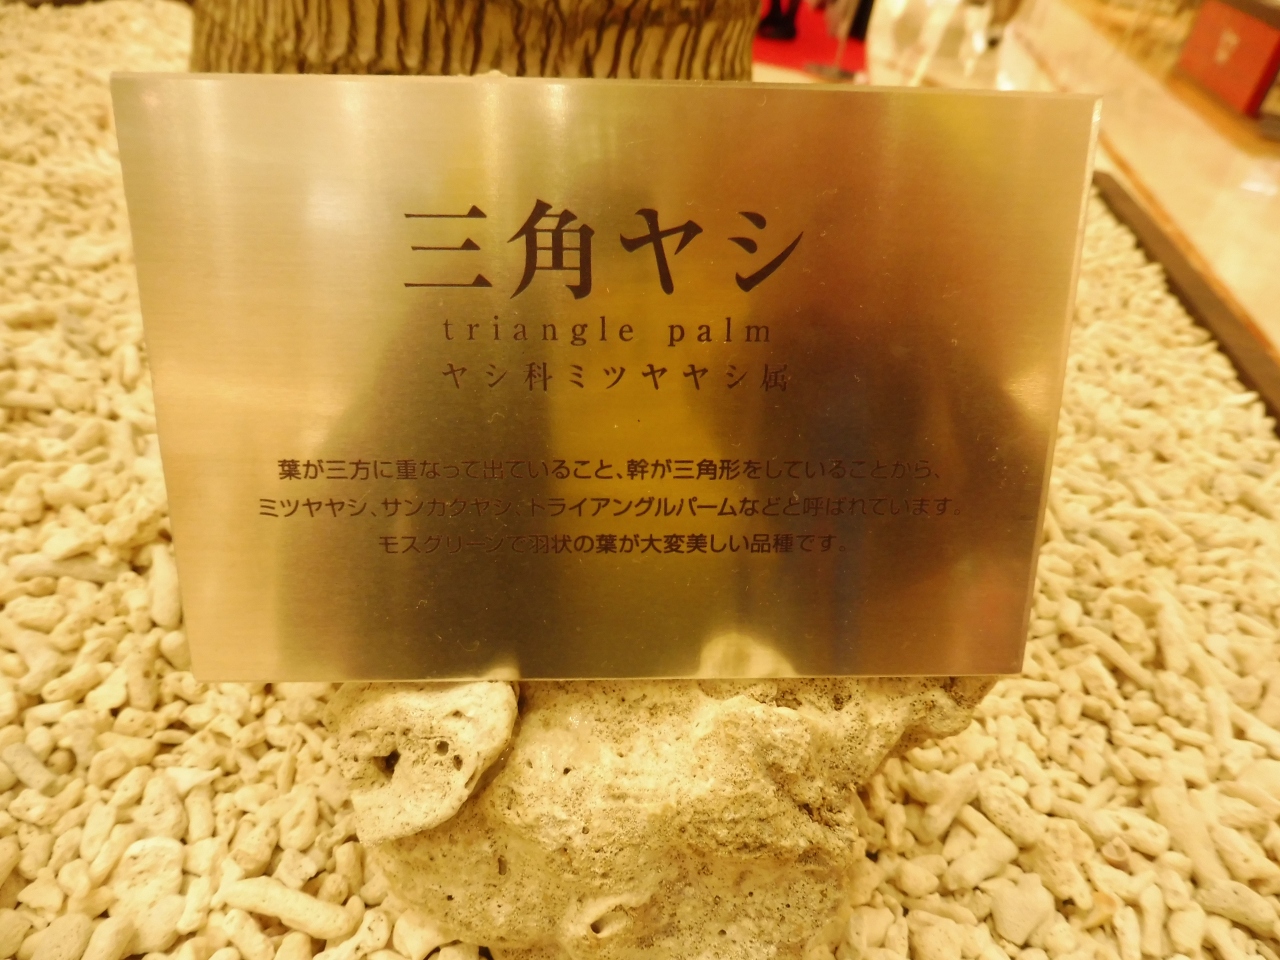 三角ヤシ
triangle palm
ヤシ科ミツヤヤシ属
葉が三方に重なって出ていること、幹が三角形をしていることから、
ミツヤヤシ、サンカクヤシ、トライアングルパームなどと呼ばれています。
モスグリーンで羽状の葉が大変美しい品種です。